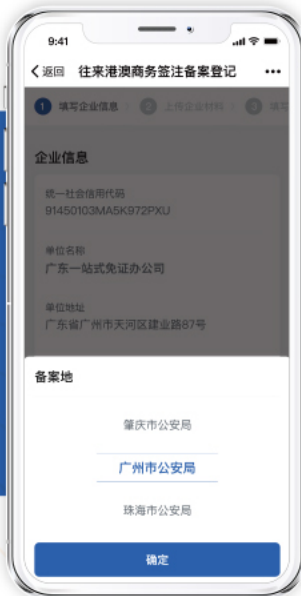 9:41
返回 往来港澳商务签注备案登记
1 填写企业信息 2 上传企业材料 3 填写
企业信息
统一社会信用代码
91450103MA5K972PXU
单位名称
广东一站式免证办公司
单位地址
广东省广州市天河区建业路87号
备案地
肇庆市公安局
广州市公安局
珠海市公安局
确定